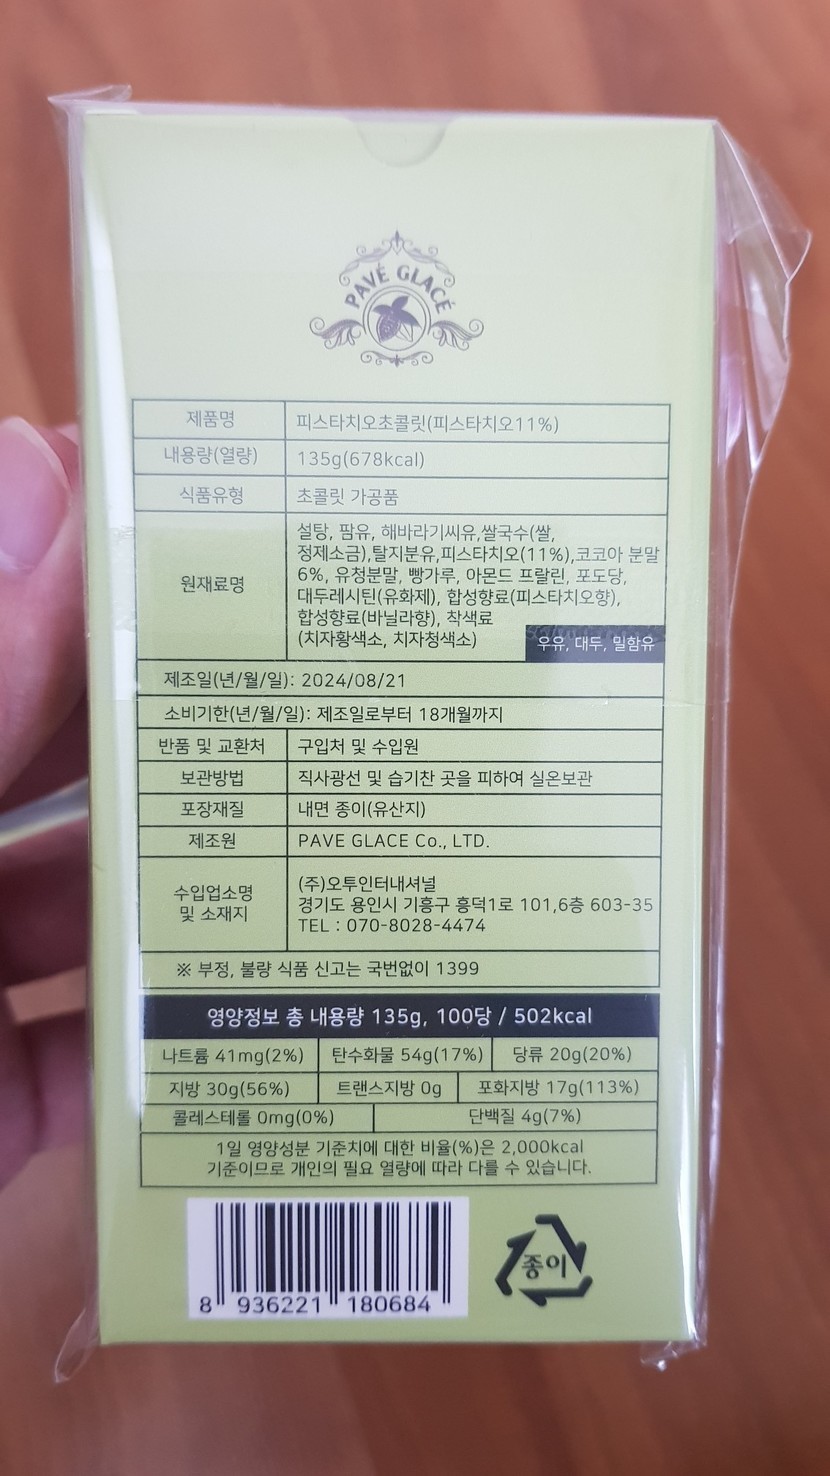 PAVÉ GLACÉ
제품명 피스타치오초콜릿(피스타치오11%)
내용량(열량) 135g(678kcal)
식품유형 초콜릿 가공품
원재료명
설탕, 팜유, 해바라기씨유,쌀국수(쌀,
정제소금),탈지분유,피스타치오(11%),코코아 분말
6%, 유청분말, 빵가루, 아몬드 프랄린, 포도당,
대두레시틴(유화제), 합성향료(피스타치오향),
합성향료(바닐라향), 착색료
(치자황색소, 치자청색소)
우유, 대두, 밀함유
제조일(년/월/일): 2024/08/21
소비기한(년/월/일): 제조일로부터 18개월까지
반품 및 교환처 구입처 및 수입원
보관방법 직사광선 및 습기찬 곳을 피하여 실온보관
포장재질 내면 종이(유산지)
제조원 PAVE GLACE Co., LTD.
수입업소명
및 소재지
(주)오투인터내셔널
경기도 용인시 기흥구 흥덕1로 101,6층 603-35
TEL : 070-8028-4474
※ 부정, 불량 식품 신고는 국번없이 1399
영양정보 총 내용량 135g, 100당 / 502kcal
나트륨 41mg(2%) 탄수화물 54g(17%) 당류 20g(20%)
지방 30g(56%) 트랜스지방 0g 포화지방 17g(113%)
콜레스테롤 0mg(0%) 단백질 4g(7%)
1일 영양성분 기준치에 대한 비율(%)은 2,000kcal
기준이므로 개인의 필요 열량에 따라 다를 수 있습니다.
8 936221 180684
종이